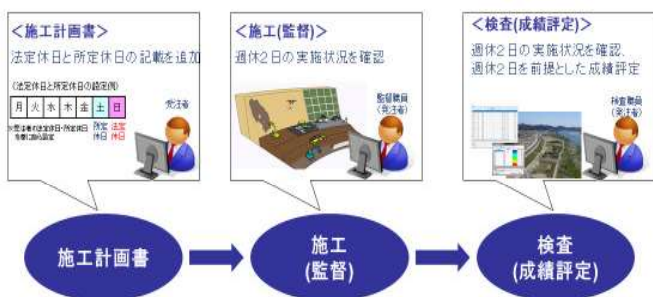 <施工計画書>
法定休日と所定休日の記載を追加
(法定休日と所定休日の設定例)
月 火 水 木 金 土 日
所定休日
法定休日
受注者
<施工(監督)>
週休2日の実施状況を確認
監督職員
(発注者)
<検査(成績評定)>
週休2日の実施状況を確認
週休2日を前提とした成績評定
検査職員
(発注者)
施工計画書
施工
(監督)
検査
(成績評定)